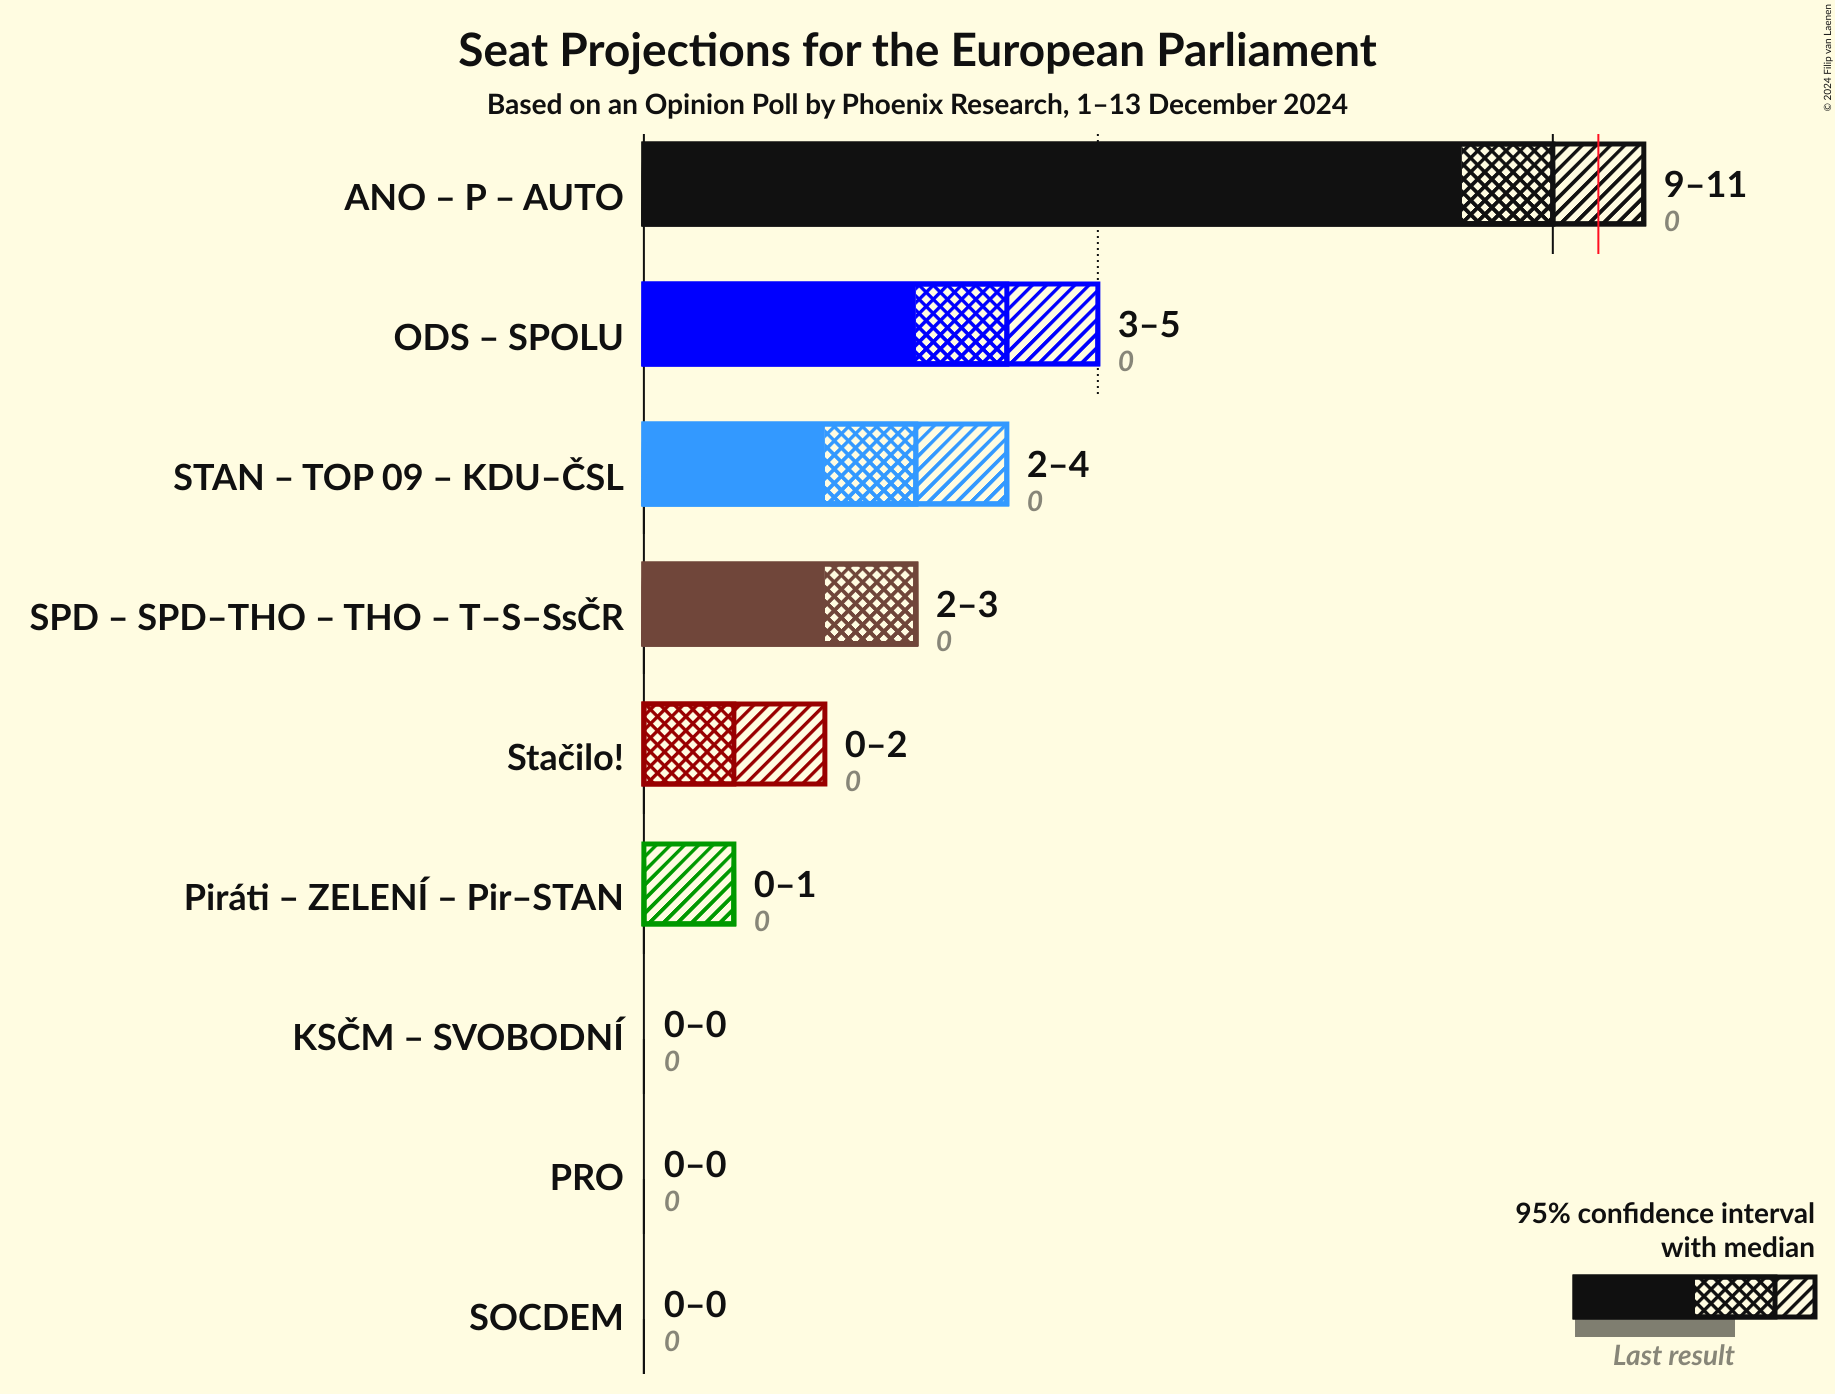 Seat Projections for the European Parliament
Based on an Opinion Poll by Phoenix Research, 1–13 December 2024
© 2024 Filip van Laenen
ANO – P – AUTO
9–11
0
ODS – SPOLU
3–5
0
STAN – TOP 09 – KDU–ČSL
2–4
0
SPD – SPD–THO – THO – T–S–SsČR
2–3
0
Stačilo!
0–2
0
Piráti – ZELENÍ – Pir–STAN
0–1
0
KSČM – SVOBODNÍ
0–0
0
PRO
0–0
0
SOCDEM
0–0
0
95% confidence interval
with median
Last result